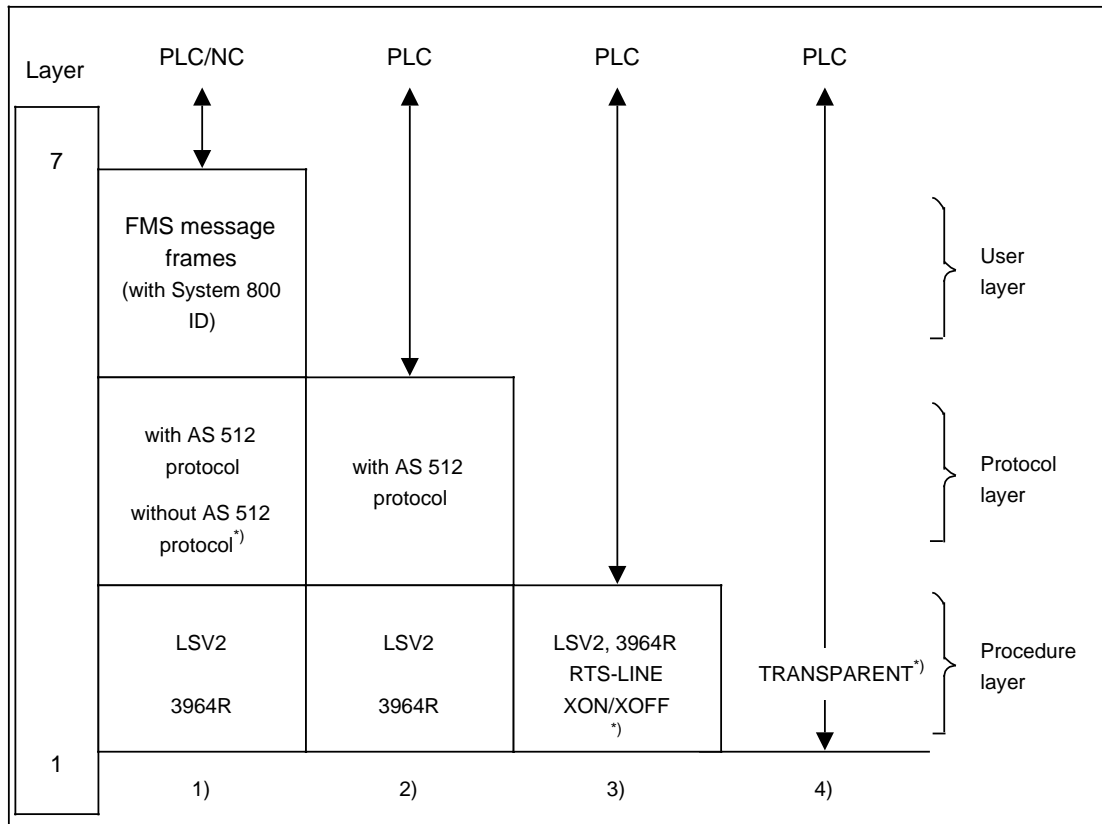 Layer
PLC/NC
PLC
PLC
PLC
7
FMS message
frames
(with System 800
ID)
User
layer
with AS 512
protocol
without AS 512
protocol*)
with AS 512
protocol
Protocol
layer
LSV2
3964R
LSV2
3964R
LSV2, 3964R
RTS-LINE
XON/XOFF
*)
TRANSPARENT*)
Procedure
layer
1
1)
2)
3)
4)